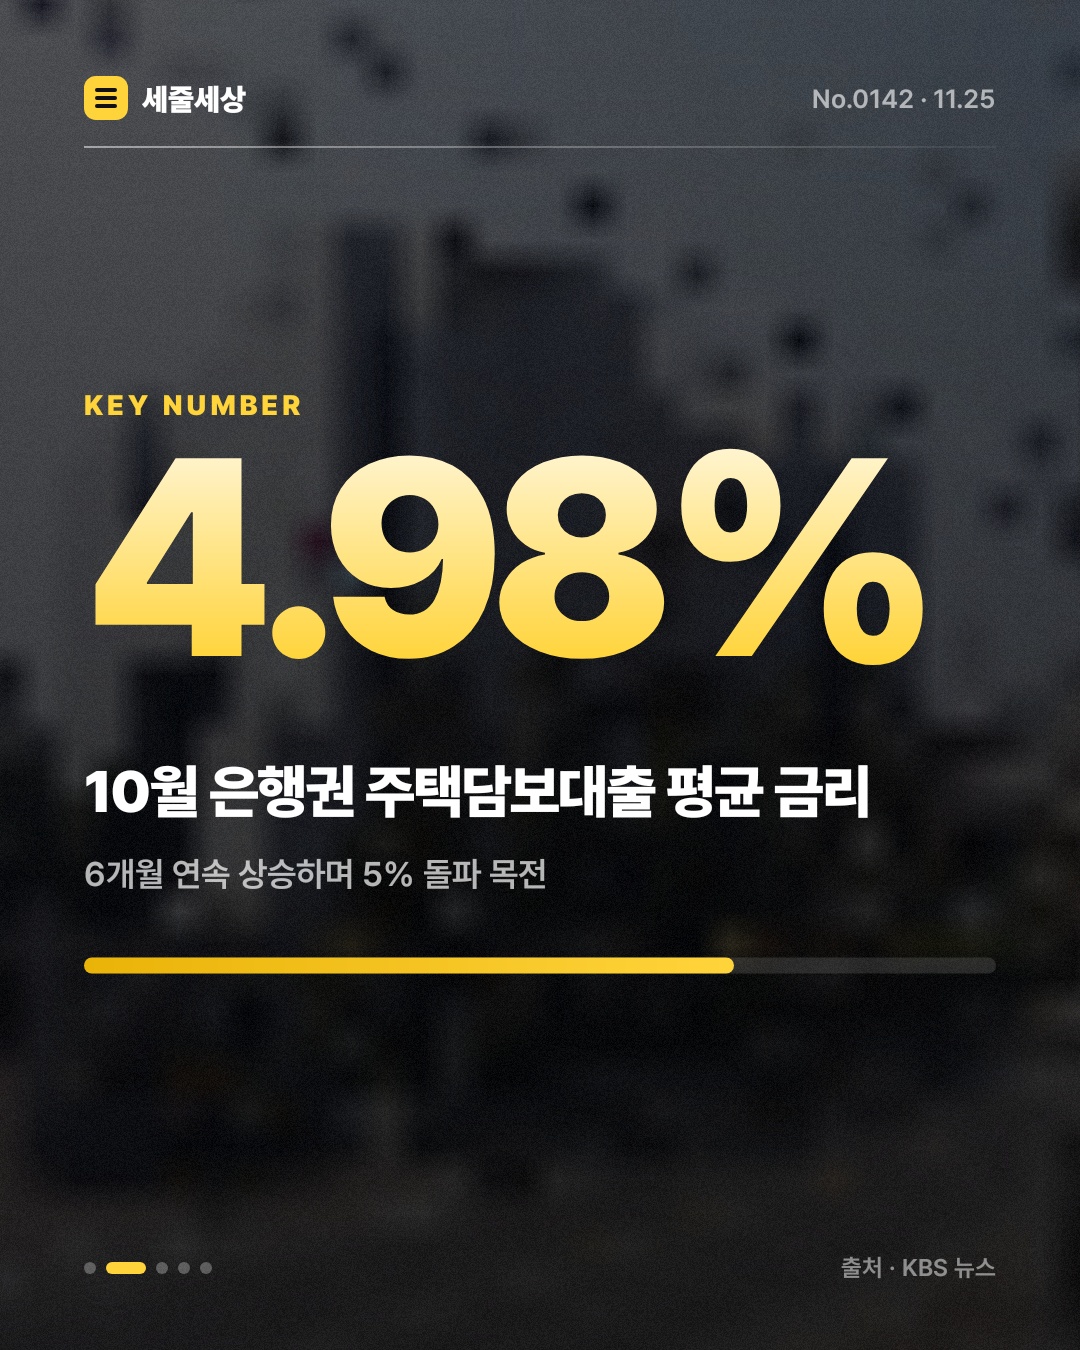 세줄세상
No.0142 · 11.25
KEY NUMBER
4.98%
10월 은행권 주택담보대출 평균 금리
6개월 연속 상승하며 5% 돌파 목전
출처 · KBS 뉴스